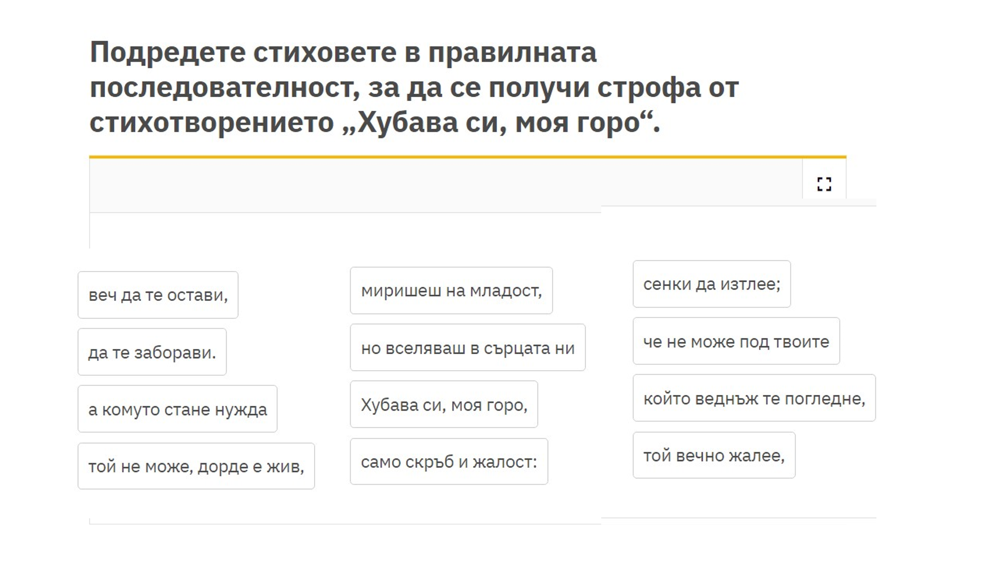 Подредете стиховете в правилната
последователност, за да се получи строфа от
стихотворението „Хубава си, моя горо“.
веч да те остави,
да те заборави.
а комуто стане нужда
той не може, дорде е жив,
миришеш на младост,
но вселяваш в сърцата ни
Хубава си, моя горо,
само скръб и жалост:
сенки да изтлее;
че не може под твоите
който веднъж те погледне,
той вечно жалее,